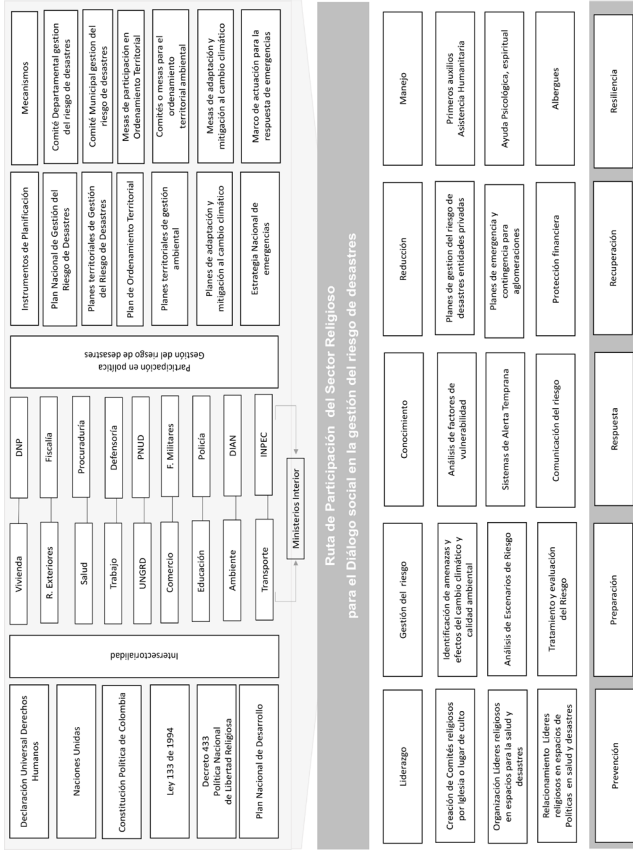 Declaración Universal Derechos
Humanos
Naciones Unidas
Constitución Política de Colombia
Ley 133 de 1994
Decreto 433
Política Nacional
de Libertad Religiosa
Plan Nacional de Desarrollo
Intersectorialidad
Vivienda
R. Exteriores
Salud
Trabajo
UNGRD
Comercio
Educación
Ambiente
Transporte
DNP
Fiscalía
Procuraduría
Defensoría
PNUD
F. Militares
Policía
DIAN
INPEC
Ministerios Interior
Participación en política
Gestión del riesgo de desastres
Instrumentos de Planificación
Plan Nacional de Gestión del
Riesgo de Desastres
Planes territoriales de Gestión
del Riesgo de Desastres
Plan de Ordenamiento Territorial
Planes territoriales de gestión
ambiental
Planes de adaptación y
mitigación al cambio climático
Estrategia Nacional de
emergencias
Mecanismos
Comité Departamental gestion
del riesgo de desastres
Comité Municipal gestion del
riesgo de desastres
Mesas de participación en
Ordenamiento Territorial
Comités o mesas para el
ordenamiento
territorial ambiental
Mesas de adaptación y
mitigación al cambio climático
Marco de actuación para la
respuesta de emergencias
Ruta de Participación del Sector Religioso
para el Diálogo social en la gestión del riesgo de desastres
Liderazgo
Creación de Comités religiosos
por Iglesia o lugar de culto
Organización Líderes religiosos
en espacios para la salud y
desastres
Relacionamiento Líderes
religiosos en espacios de
Políticas en salud y desastres
Gestión del riesgo
Identificación de amenazas y
efectos del cambio climático y
calidad ambiental
Análisis de Escenarios de Riesgo
Tratamiento y evaluación
del Riesgo
Conocimiento
Análisis de factores de
vulnerabilidad
Sistemas de Alerta Temprana
Comunicación del riesgo
Reducción
Planes de gestión del riesgo de
desastres entidades privadas
Planes de emergencia y
contingencia para
aglomeraciones
Protección financiera
Manejo
Primeros auxilios
Asistencia Humanitaria
Ayuda Psicológica, espiritual
Albergues
Prevención
Preparación
Respuesta
Recuperación
Resiliencia